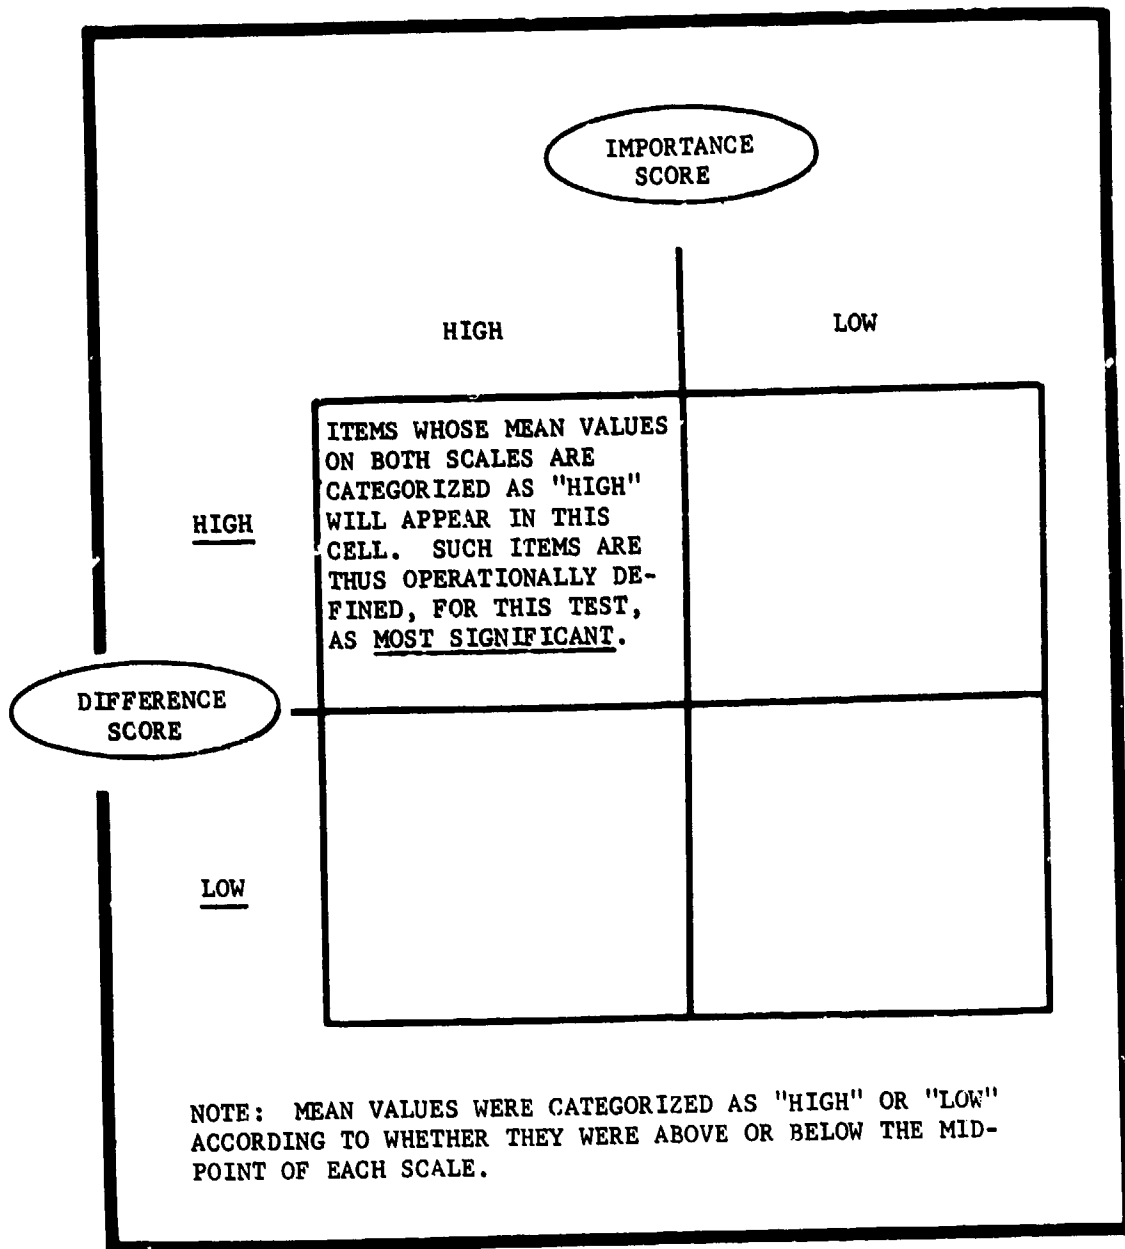 IMPORTANCE
SCORE
HIGH
LOW
ITEMS WHOSE MEAN VALUES
ON BOTH SCALES ARE
CATEGORIZED AS "HIGH"
WILL APPEAR IN THIS
CELL. SUCH ITEMS ARE
THUS OPERATIONALLY DE-
FINED, FOR THIS TEST,
AS MOST SIGNIFICANT.
HIGH
DIFFERENCE
SCORE
LOW
NOTE: MEAN VALUES WERE CATEGORIZED AS "HIGH" OR "LOW"
ACCORDING TO WHETHER THEY WERE ABOVE OR BELOW THE MID-
POINT OF EACH SCALE.